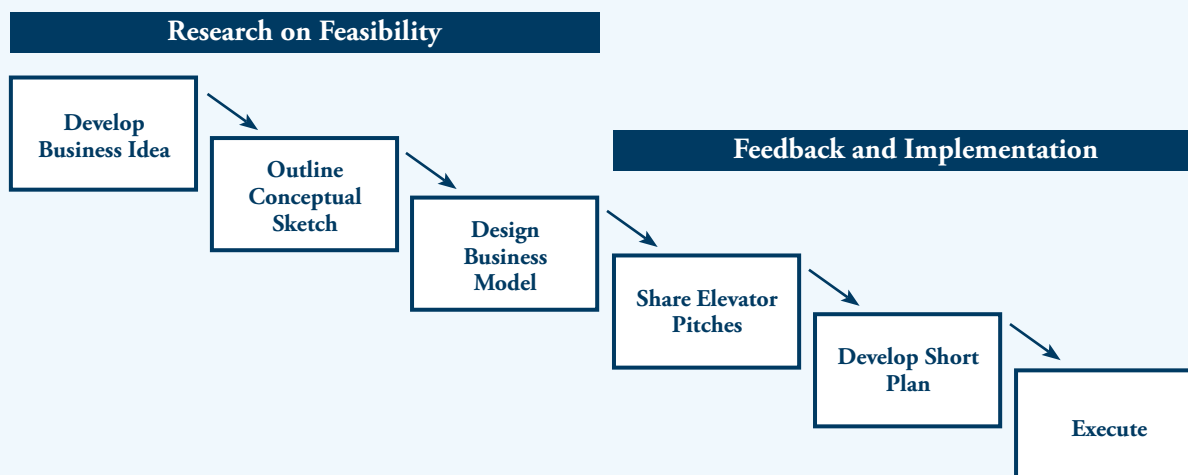 Research on Feasibility
Develop
Business Idea
Outline
Conceptual
Sketch
Design
Business
Model
Feedback and Implementation
Share Elevator
Pitches
Develop Short
Plan
Execute